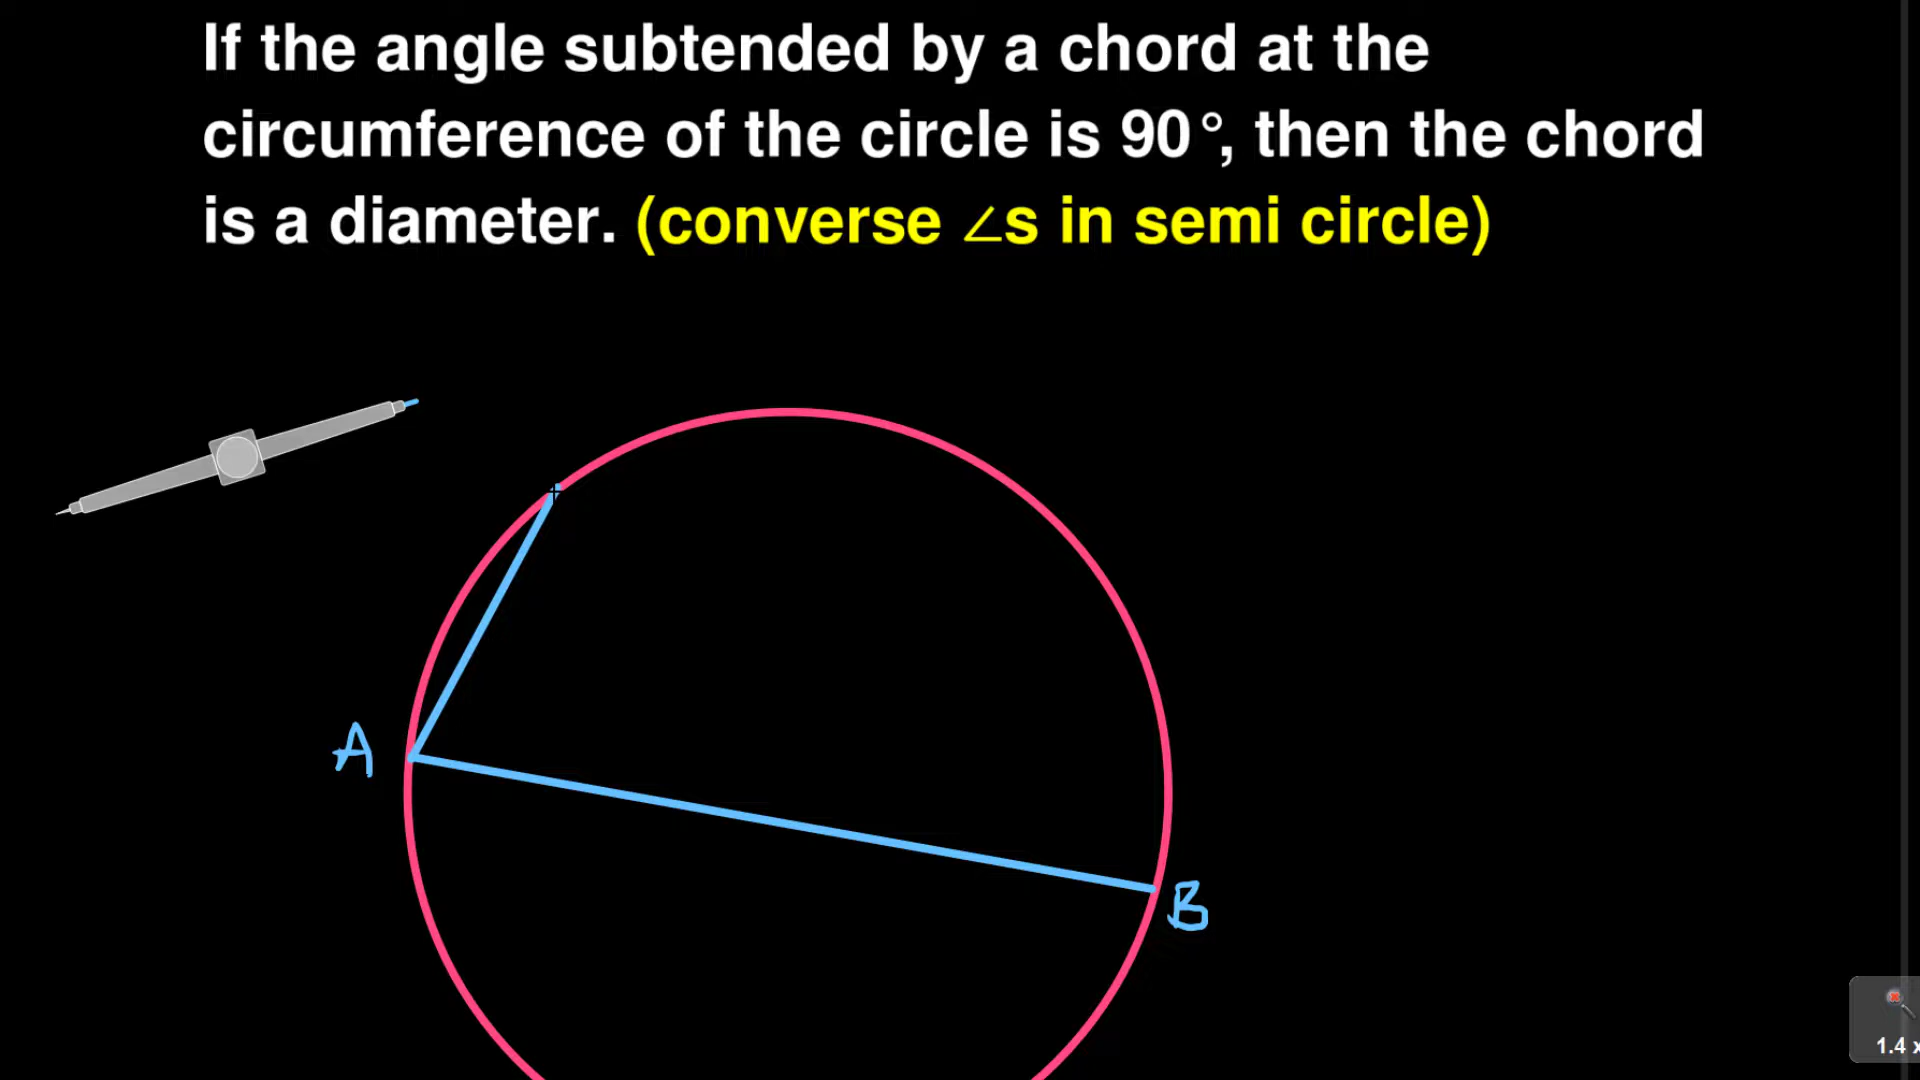 If the angle subtended by a chord at the
circumference of the circle is 90°, then the chord
is a diameter. (converse ∠s in semi circle)
A
B
1.4 x